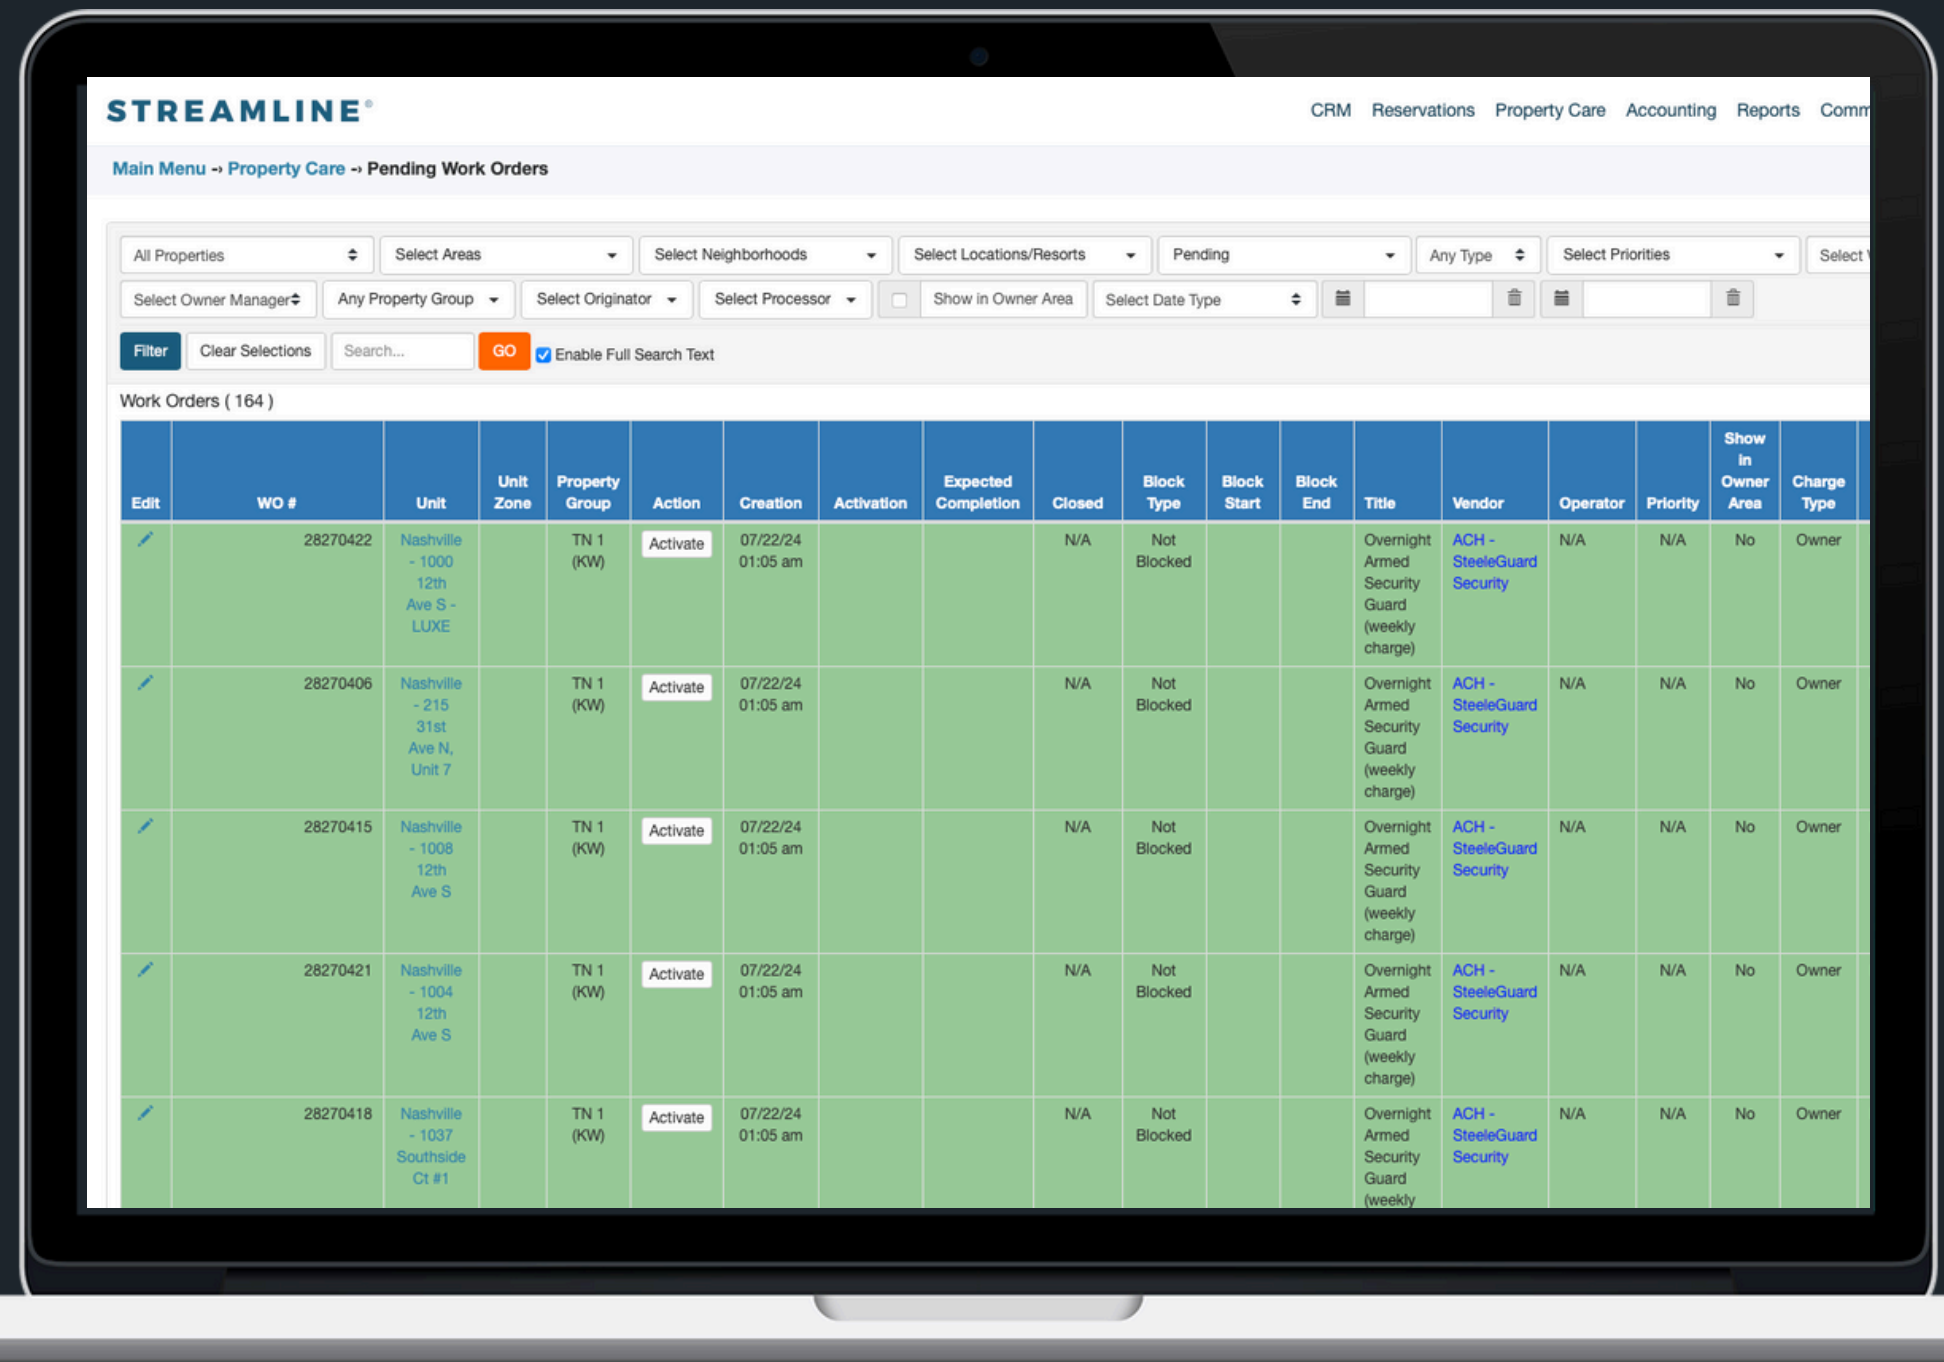 STREAMLINE®
CRM Reservations Property Care Accounting Reports Comm
Main Menu -› Property Care -› Pending Work Orders
All Properties Select Areas Select Neighborhoods Select Locations/Resorts Pending Any Type Select Priorities Select
Select Owner Manager Any Property Group Select Originator Select Processor Show in Owner Area Select Date Type
Filter Clear Selections Search... GO Enable Full Search Text
Work Orders ( 164 )
Edit WO # Unit Unit Zone Property Group Action Creation Activation Expected Completion Closed Block Type Block Start Block End Title Vendor Operator Priority Show in Owner Area Charge Type
28270422 Nashville - 1000 12th Ave S - LUXE TN 1 (KW) Activate 07/22/24 01:05 am N/A Not Blocked Overnight Armed Security Guard (weekly charge) ACH - SteeleGuard Security N/A N/A No Owner
28270406 Nashville - 215 31st Ave N, Unit 7 TN 1 (KW) Activate 07/22/24 01:05 am N/A Not Blocked Overnight Armed Security Guard (weekly charge) ACH - SteeleGuard Security N/A N/A No Owner
28270415 Nashville - 1008 12th Ave S TN 1 (KW) Activate 07/22/24 01:05 am N/A Not Blocked Overnight Armed Security Guard (weekly charge) ACH - SteeleGuard Security N/A N/A No Owner
28270421 Nashville - 1004 12th Ave S TN 1 (KW) Activate 07/22/24 01:05 am N/A Not Blocked Overnight Armed Security Guard (weekly charge) ACH - SteeleGuard Security N/A N/A No Owner
28270418 Nashville - 1037 Southside Ct #1 TN 1 (KW) Activate 07/22/24 01:05 am N/A Not Blocked Overnight Armed Security Guard (weekly ACH - SteeleGuard Security N/A N/A No Owner